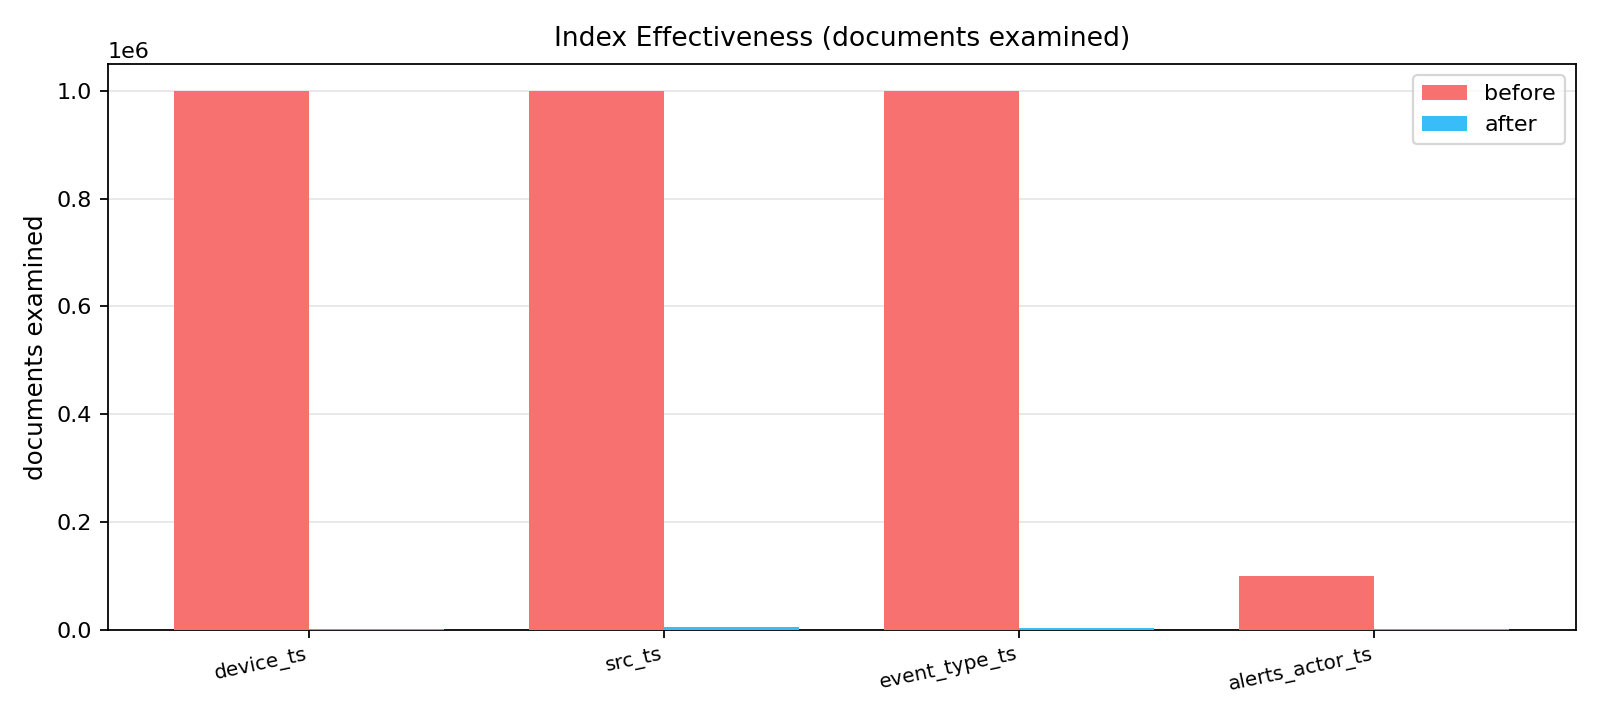 Index Effectiveness (documents examined)
1e6
before
after
documents examined
1.0
0.8
0.6
0.4
0.2
0.0
device_ts
src_ts
event_type_ts
alerts_actor_ts